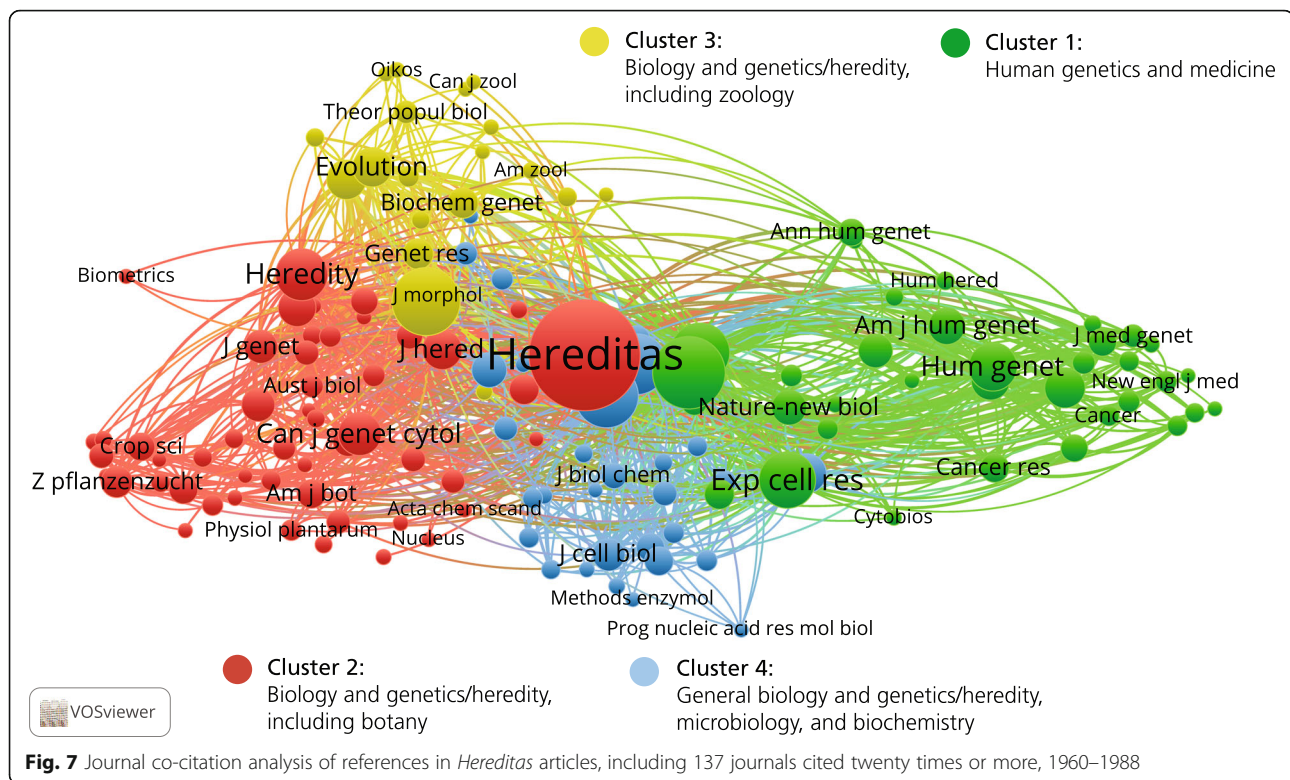 Cluster 3:
Biology and genetics/heredity,
including zoology
Cluster 1:
Human genetics and medicine
Oikos
Can j zool
Theor popul biol
Evolution
Am zool
Biochem genet
Ann hum genet
Genet res
Biometrics
Heredity
J morphol
Hum hered
Am j hum genet
J med genet
J genet
J hered
Hereditas
Hum genet
Aust j biol
New engl j med
Nature-new biol
Cancer
Can j genet cytol
Crop sci
Cancer res
Z pflanzenzucht
J biol chem
Exp cell res
Am j bot
Acta chem scand
Cytobios
Physiol plantarum
Nucleus
J cell biol
Methods enzymol
Prog nucleic acid res mol biol
Cluster 2:
Biology and genetics/heredity,
including botany
Cluster 4:
General biology and genetics/heredity,
microbiology, and biochemistry
VOSviewer
Fig. 7 Journal co-citation analysis of references in Hereditas articles, including 137 journals cited twenty times or more, 1960–1988